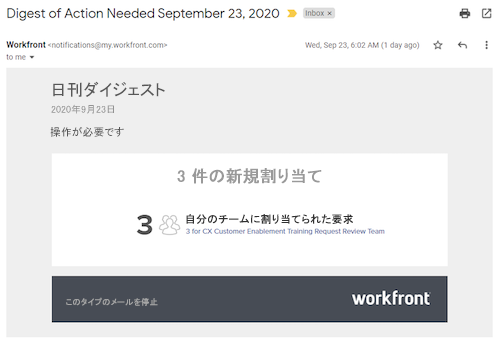 Digest of Action Needed September 23, 2020
Inbox ×
Workfront <notifications@my.workfront.com>
Wed, Sep 23, 6:02 AM (1 day ago)
to me
日刊ダイジェスト
2020年9月23日
操作が必要です
3 件の新規割り当て
3
自分のチームに割り当てられた要求
3 for CX Customer Enablement Training Request Review Team
このタイプのメールを停止
workfront